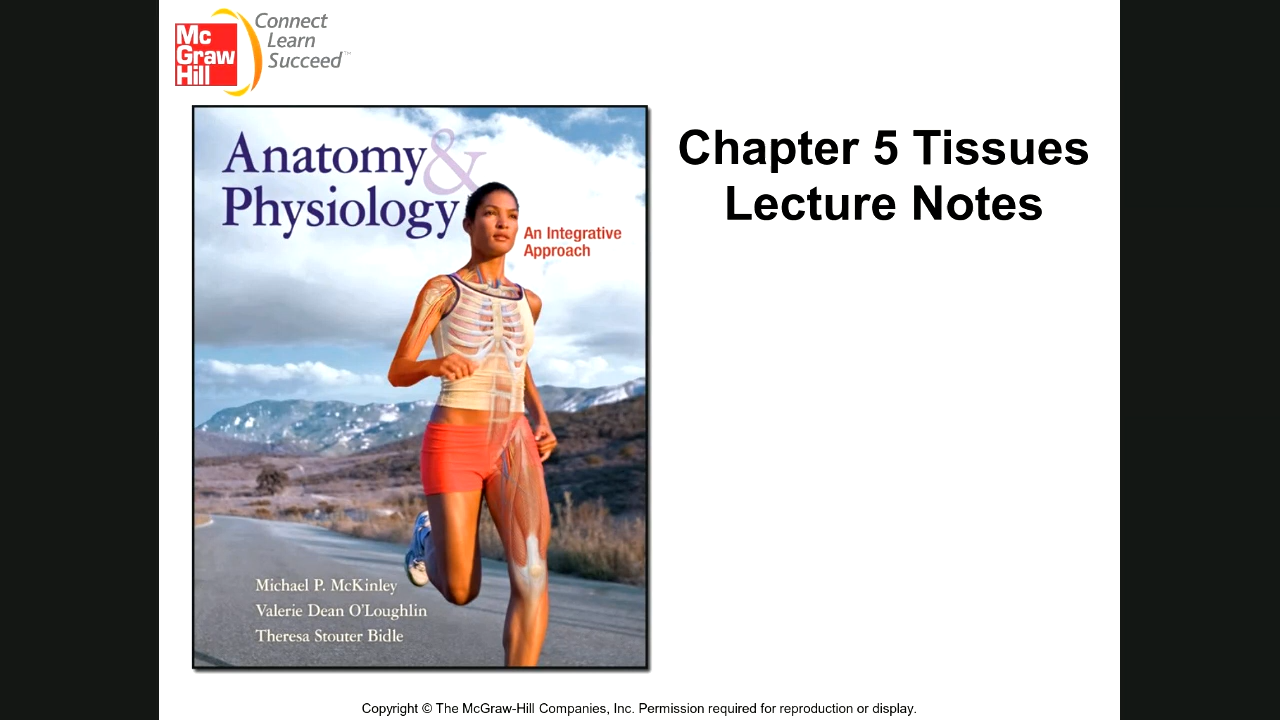 Mc
Graw
Hill
Connect
Learn
Succeed™
Anatomy &
Physiology
An Integrative
Approach
Michael P. McKinley
Valerie Dean O'Loughlin
Theresa Stouter Bidle
Chapter 5 Tissues
Lecture Notes
Copyright © The McGraw-Hill Companies, Inc. Permission required for reproduction or display.